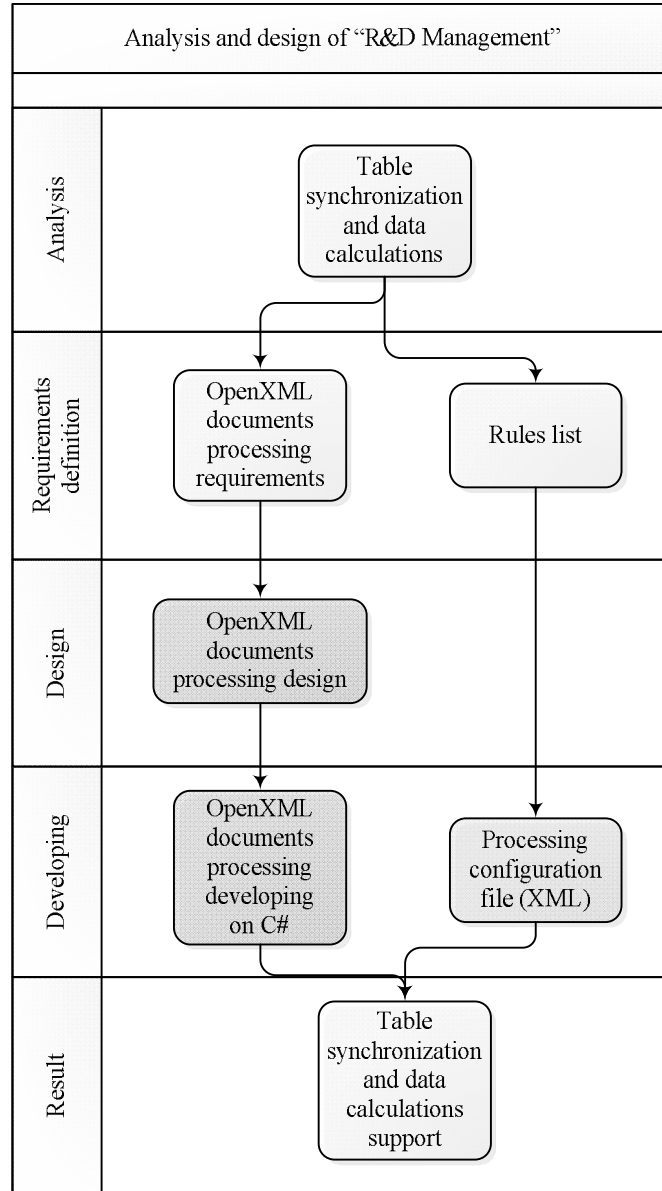 Analysis and design of “R&D Management”
Analysis
Table
synchronization
and data
calculations
Requirements
definition
OpenXML
documents
processing
requirements
Rules list
Design
OpenXML
documents
processing design
Developing
OpenXML
documents
processing
developing
on C#
Processing
configuration
file (XML)
Result
Table
synchronization
and data
calculations
support